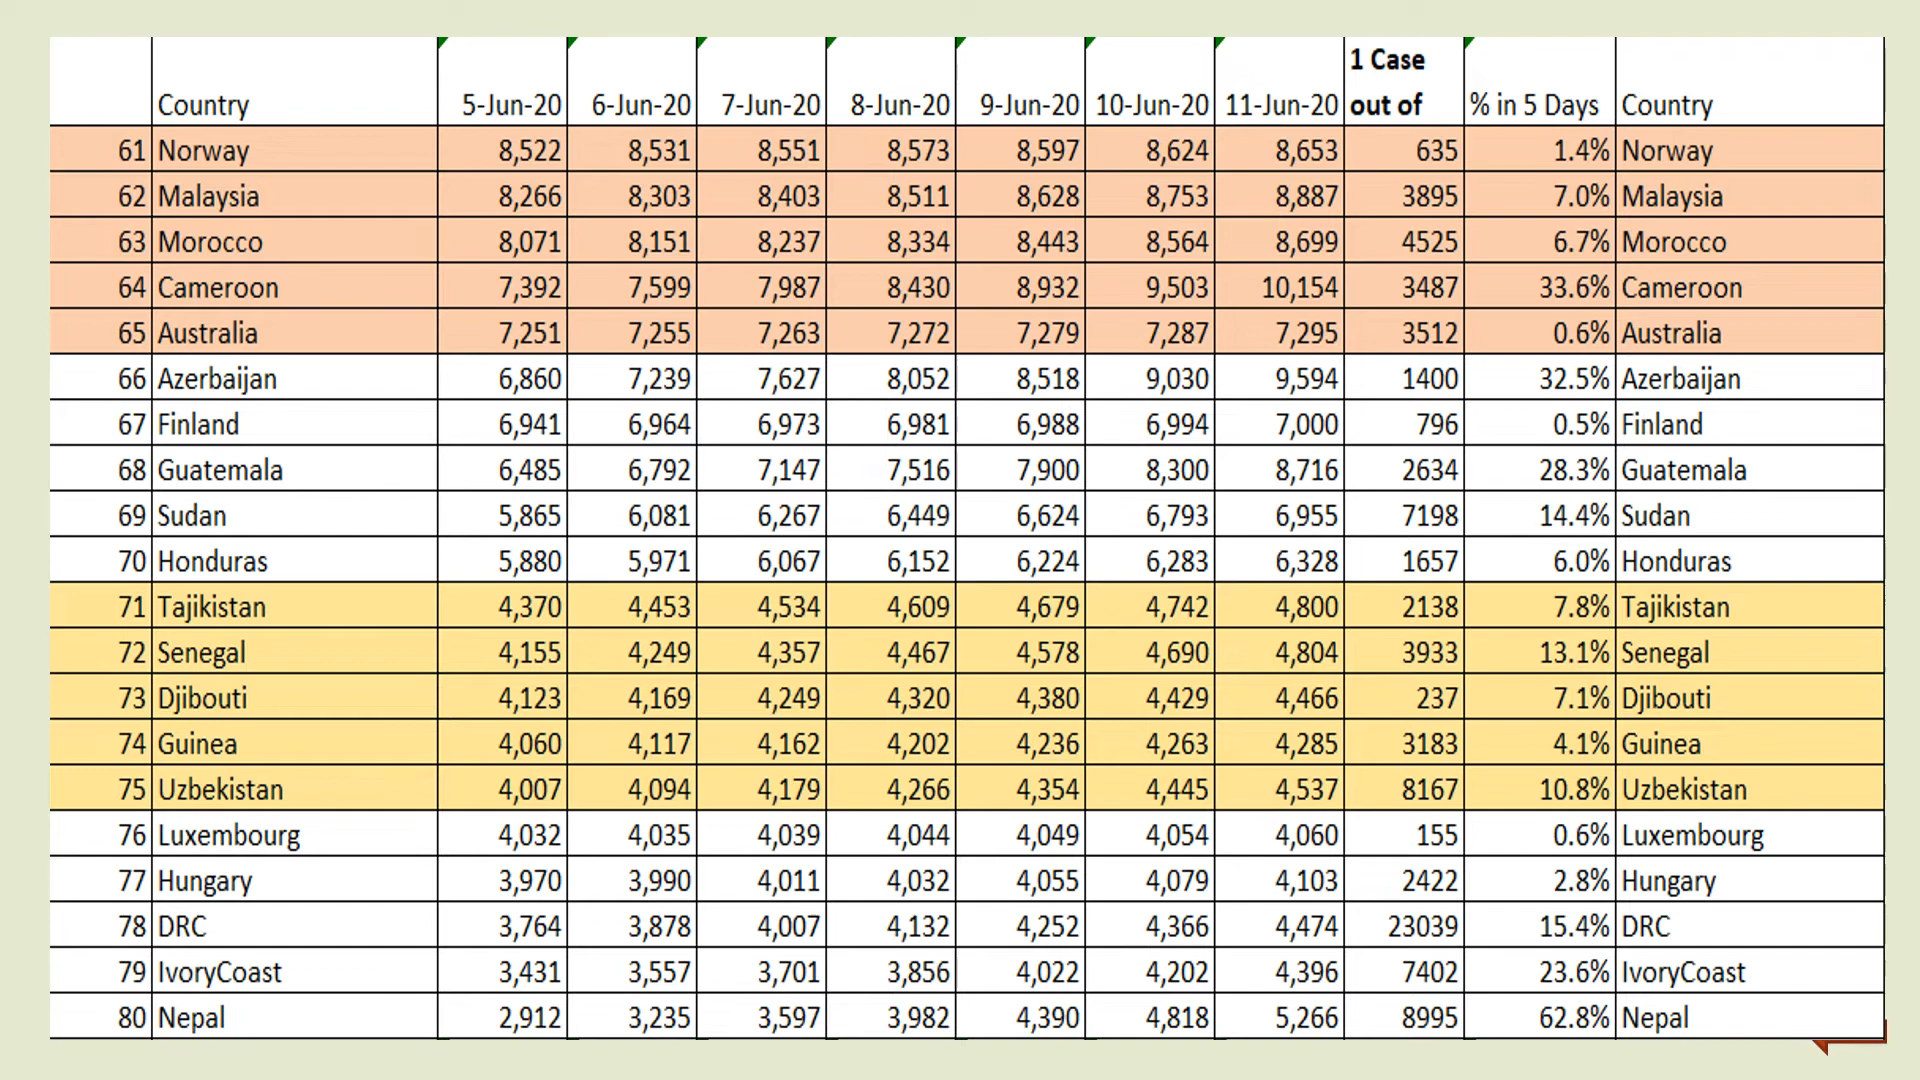 Country 5-Jun-20 6-Jun-20 7-Jun-20 8-Jun-20 9-Jun-20 10-Jun-20 11-Jun-20 1 Case out of % in 5 Days Country
61 Norway 8,522 8,531 8,551 8,573 8,597 8,624 8,653 635 1.4% Norway
62 Malaysia 8,266 8,303 8,403 8,511 8,628 8,753 8,887 3895 7.0% Malaysia
63 Morocco 8,071 8,151 8,237 8,334 8,443 8,564 8,699 4525 6.7% Morocco
64 Cameroon 7,392 7,599 7,987 8,430 8,932 9,503 10,154 3487 33.6% Cameroon
65 Australia 7,251 7,255 7,263 7,272 7,279 7,287 7,295 3512 0.6% Australia
66 Azerbaijan 6,860 7,239 7,627 8,052 8,518 9,030 9,594 1400 32.5% Azerbaijan
67 Finland 6,941 6,964 6,973 6,981 6,988 6,994 7,000 796 0.5% Finland
68 Guatemala 6,485 6,792 7,147 7,516 7,900 8,300 8,716 2634 28.3% Guatemala
69 Sudan 5,865 6,081 6,267 6,449 6,624 6,793 6,955 7198 14.4% Sudan
70 Honduras 5,880 5,971 6,067 6,152 6,224 6,283 6,328 1657 6.0% Honduras
71 Tajikistan 4,370 4,453 4,534 4,609 4,679 4,742 4,800 2138 7.8% Tajikistan
72 Senegal 4,155 4,249 4,357 4,467 4,578 4,690 4,804 3933 13.1% Senegal
73 Djibouti 4,123 4,169 4,249 4,320 4,380 4,429 4,466 237 7.1% Djibouti
74 Guinea 4,060 4,117 4,162 4,202 4,236 4,263 4,285 3183 4.1% Guinea
75 Uzbekistan 4,007 4,094 4,179 4,266 4,354 4,445 4,537 8167 10.8% Uzbekistan
76 Luxembourg 4,032 4,035 4,039 4,044 4,049 4,054 4,060 155 0.6% Luxembourg
77 Hungary 3,970 3,990 4,011 4,032 4,055 4,079 4,103 2422 2.8% Hungary
78 DRC 3,764 3,878 4,007 4,132 4,252 4,366 4,474 23039 15.4% DRC
79 IvoryCoast 3,431 3,557 3,701 3,856 4,022 4,202 4,396 7402 23.6% IvoryCoast
80 Nepal 2,912 3,235 3,597 3,982 4,390 4,818 5,266 8995 62.8% Nepal